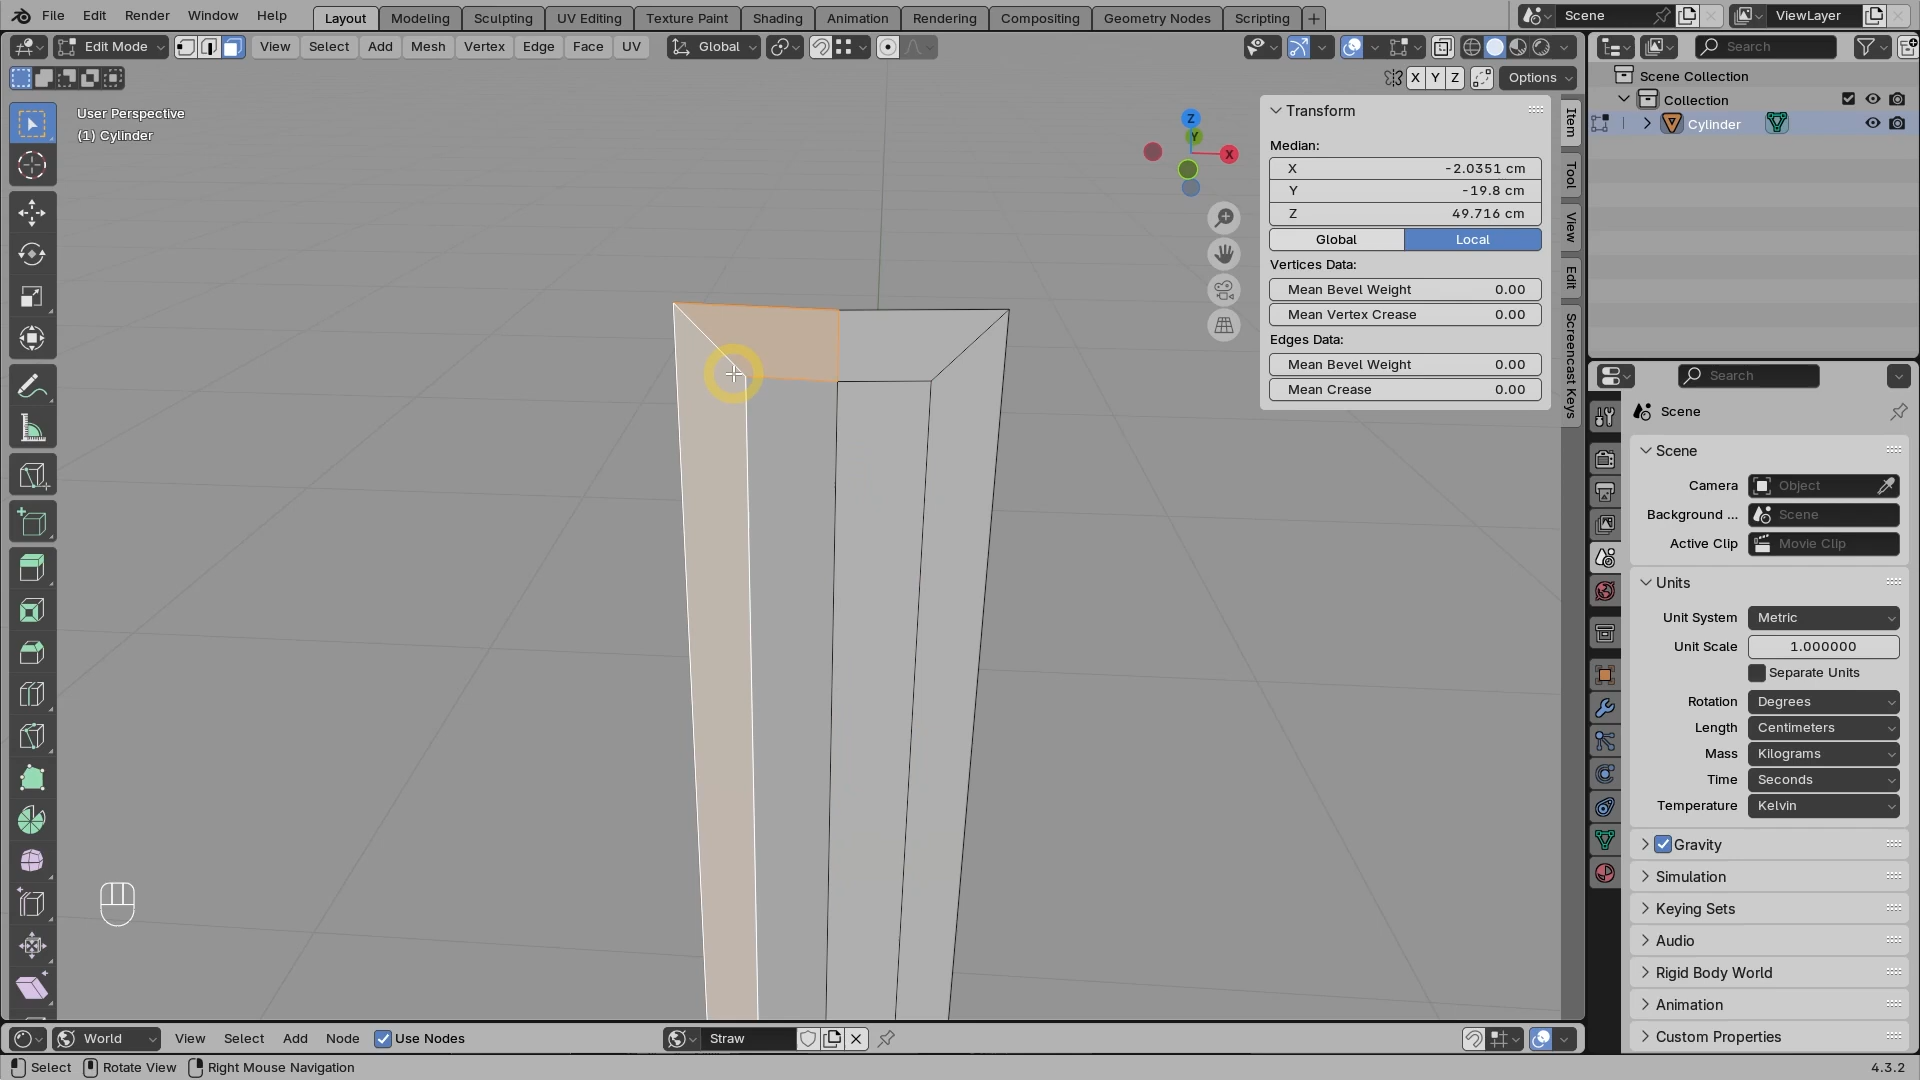 File Edit Render Window Help Layout Modeling Sculpting UV Editing Texture Paint Shading Animation Rendering Compositing Geometry Nodes Scripting + Scene ViewLayer
Edit Mode View Select Add Mesh Vertex Edge Face UV Global Search
X Y Z Options
Scene Collection
Collection
Cylinder
User Perspective
(1) Cylinder
Z
Y
X
Transform
Median:
X -2.0351 cm
Y -19.8 cm
Z 49.716 cm
Global Local
Vertices Data:
Mean Bevel Weight 0.00
Mean Vertex Crease 0.00
Edges Data:
Mean Bevel Weight 0.00
Mean Crease 0.00
Item
Tool
View
Edit
Screencast Keys
Search
Scene
Scene
Camera Object
Background ... Scene
Active Clip Movie Clip
Units
Unit System Metric
Unit Scale 1.000000
Separate Units
Rotation Degrees
Length Centimeters
Mass Kilograms
Time Seconds
Temperature Kelvin
Gravity
Simulation
Keying Sets
Audio
Rigid Body World
Animation
Custom Properties
World View Select Add Node Use Nodes Straw
Select Rotate View Right Mouse Navigation 4.3.2